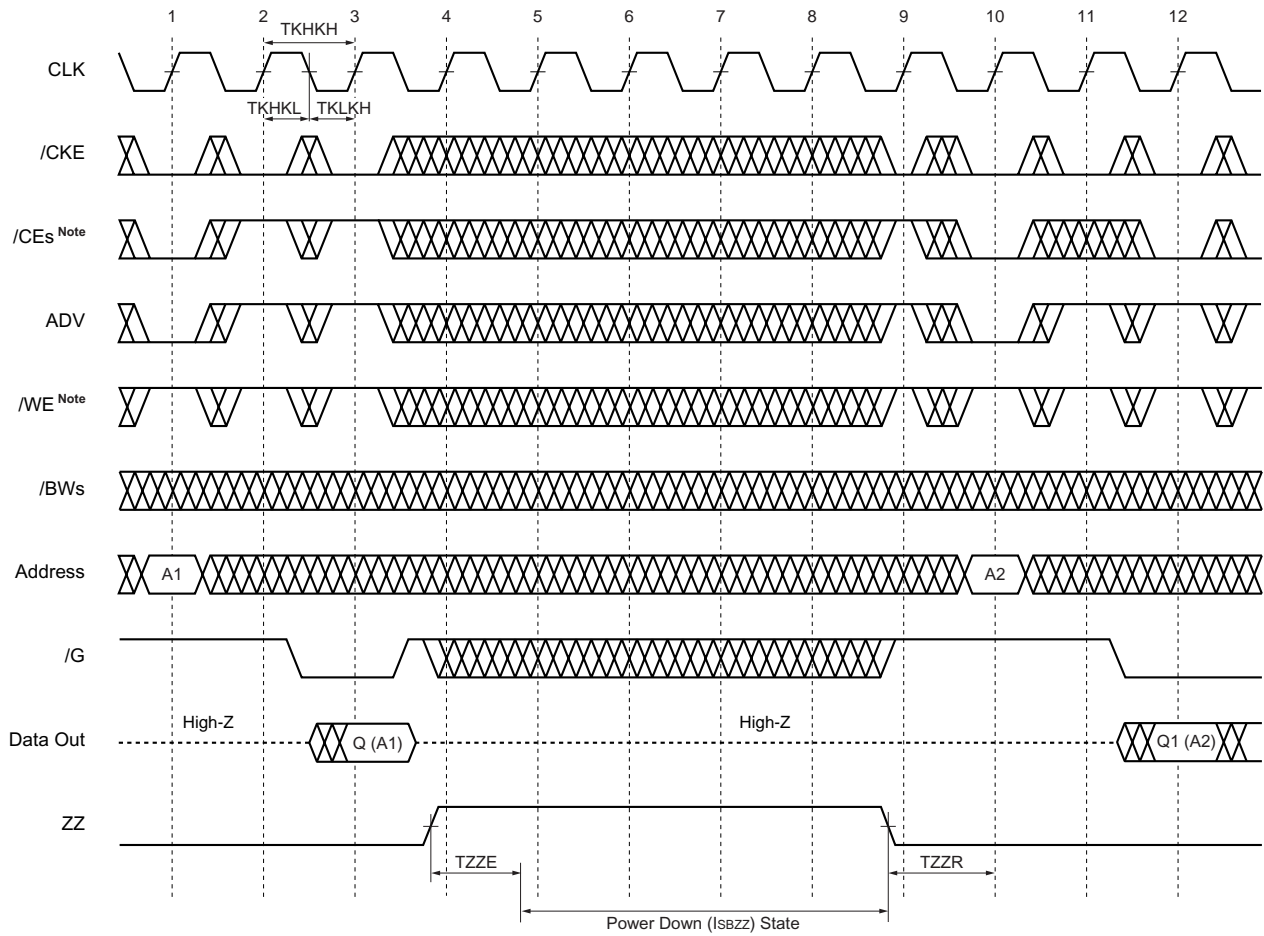 1 2 3 4 5 6 7 8 9 10 11 12
TKHKH
CLK
TKHKL TKLKH
/CKE
/CEs Note
ADV
/WE Note
/BWs
Address A1 A2
/G
High-Z High-Z
Data Out Q (A1) Q1 (A2)
ZZ
TZZE TZZR
Power Down (ISBZZ) State